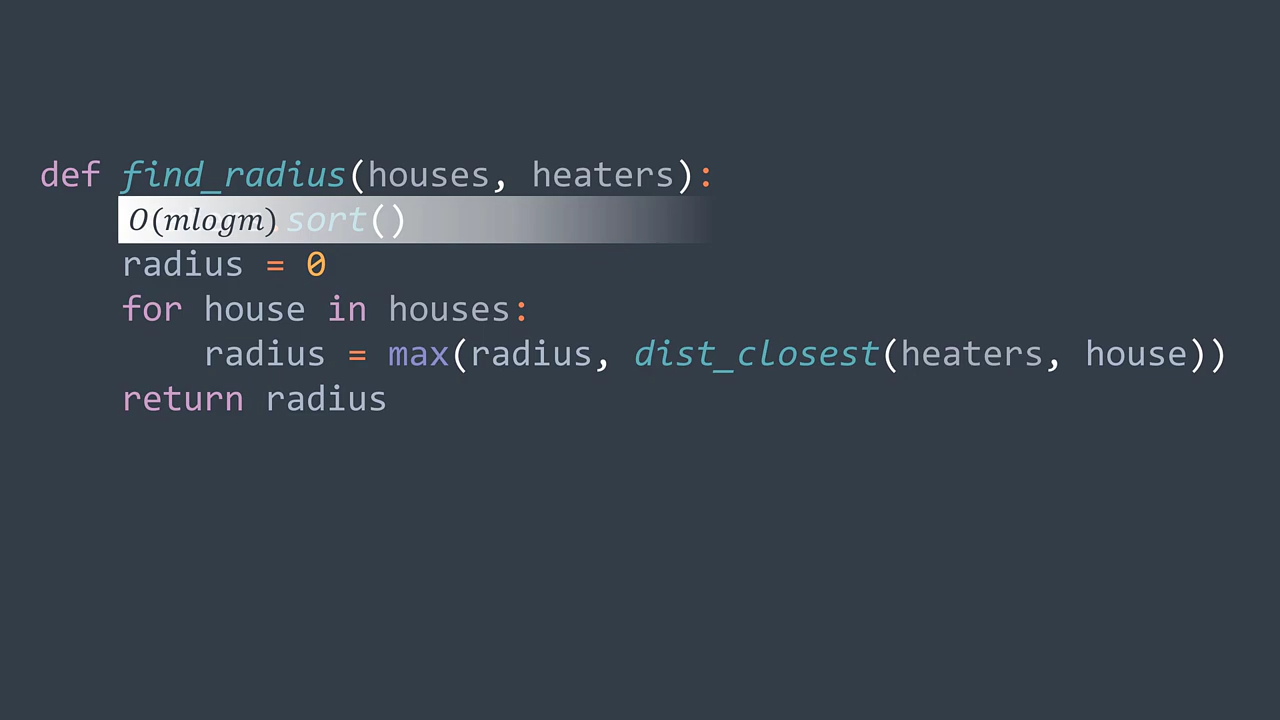 def find_radius(houses, heaters):
O(mlogm) sort()
radius = 0
for house in houses:
radius = max(radius, dist_closest(heaters, house))
return radius